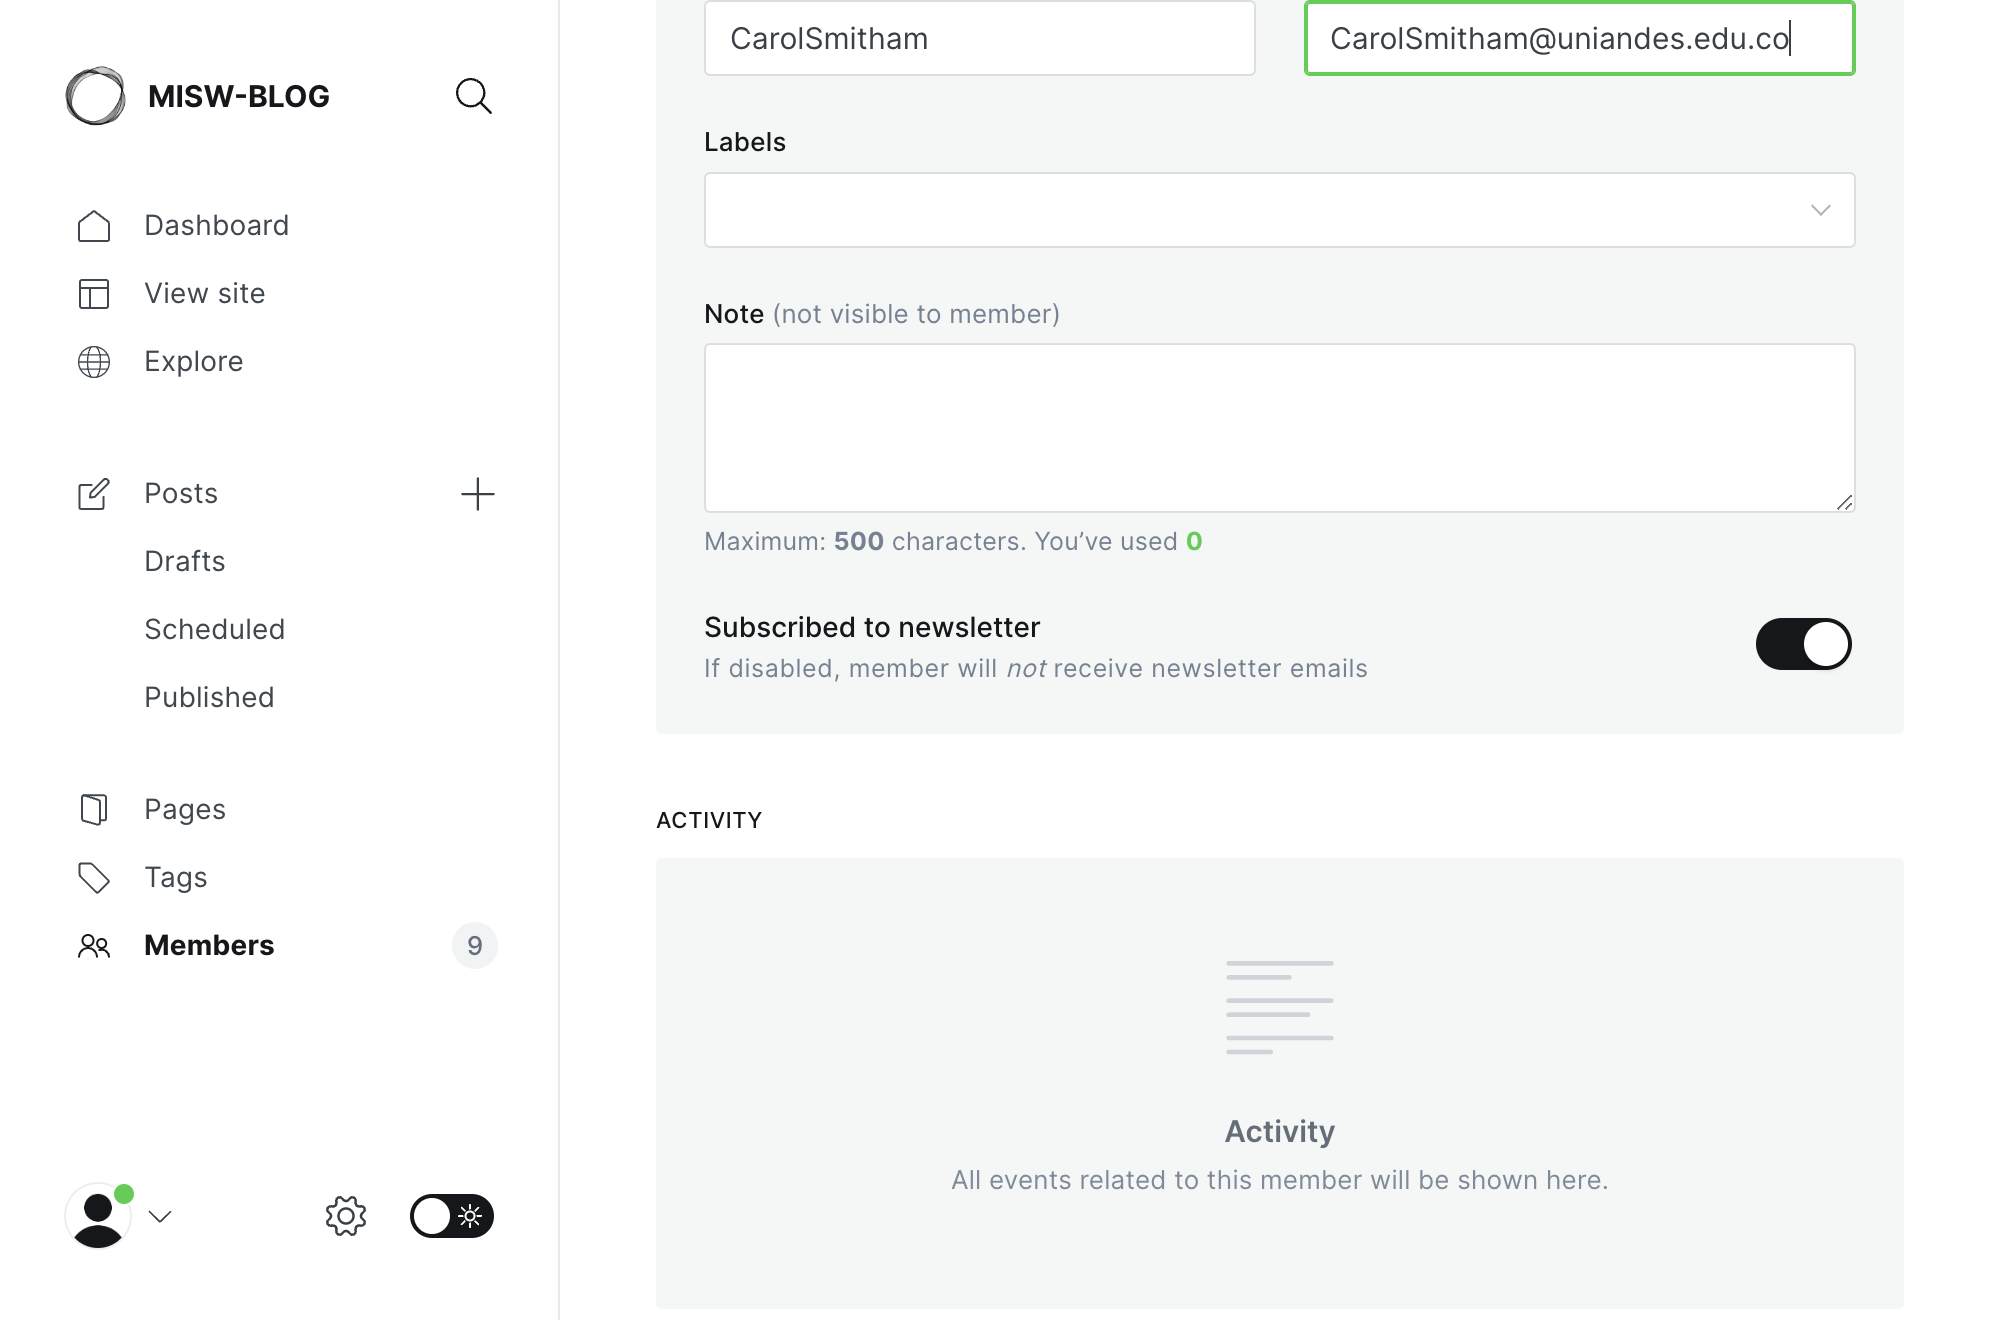 MISW-BLOG
Dashboard
View site
Explore
Posts
Drafts
Scheduled
Published
Pages
Tags
Members 9
CarolSmitham CarolSmitham@uniandes.edu.co
Labels
Note (not visible to member)
Maximum: 500 characters. You’ve used 0
Subscribed to newsletter
If disabled, member will not receive newsletter emails
ACTIVITY
Activity
All events related to this member will be shown here.